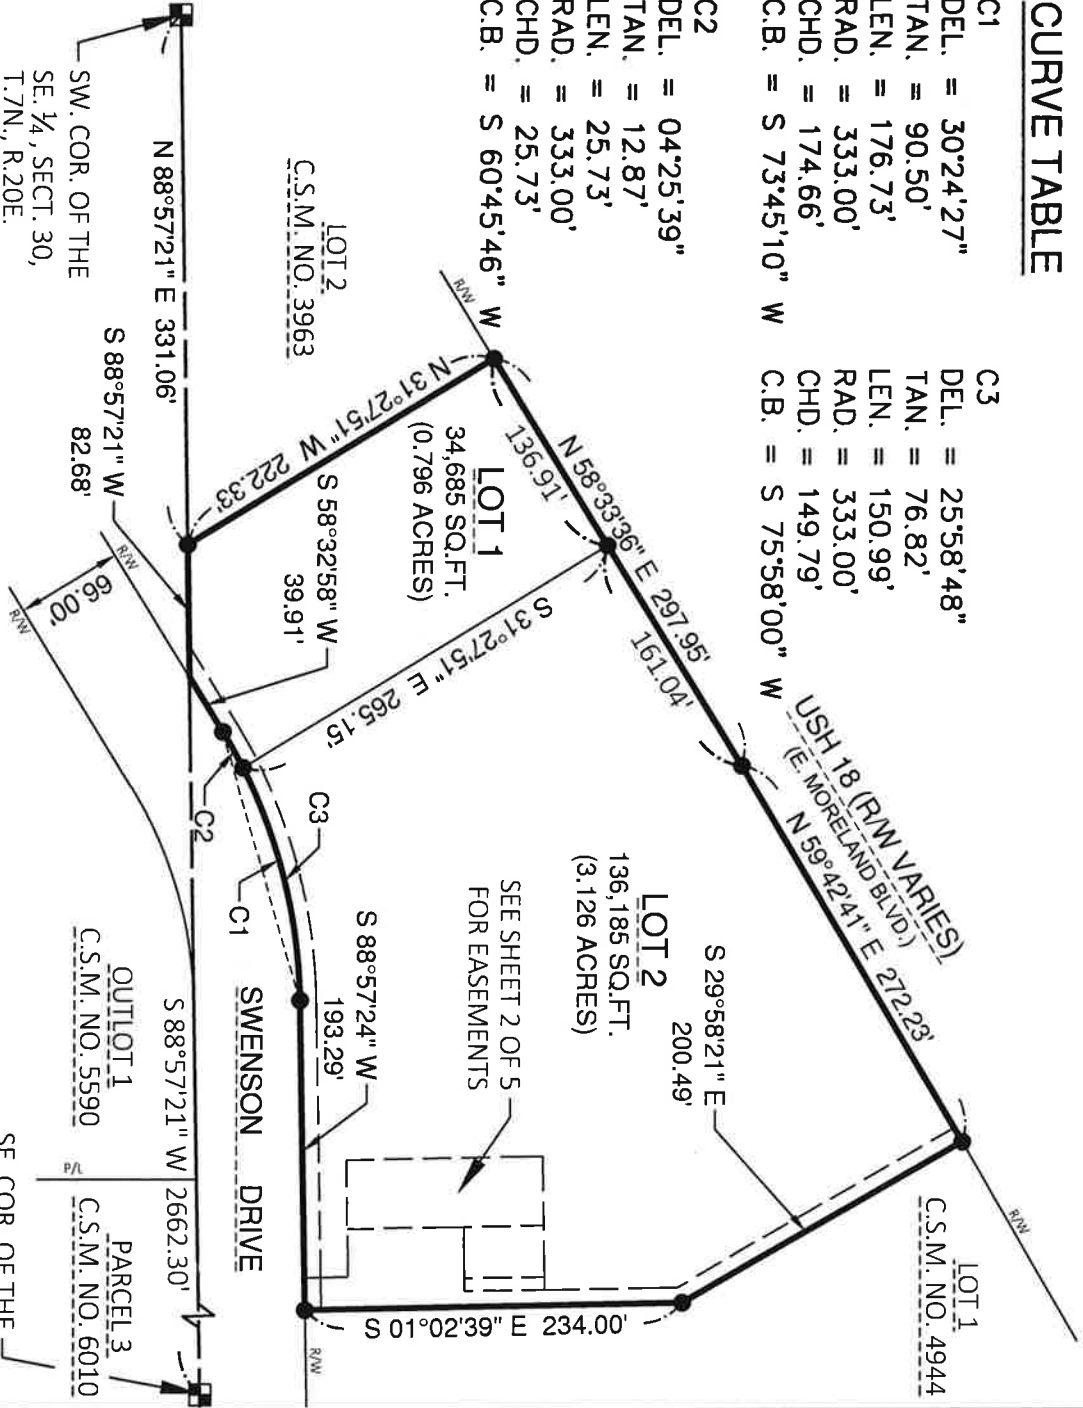 CURVE TABLE
C1
DEL. = 30°24'27"
TAN. = 90.50'
LEN. = 176.73'
RAD. = 333.00'
CHD. = 174.66'
C.B. = S 73°45'10" W
C2
DEL. = 04°25'39"
TAN. = 12.87'
LEN. = 25.73'
RAD. = 333.00'
CHD. = 25.73'
C.B. = S 60°45'46" W
C3
DEL. = 25°58'48"
TAN. = 76.82'
LEN. = 150.99'
RAD. = 333.00'
CHD. = 149.79'
C.B. = S 75°58'00" W
USH 18 (R/W VARIES)
(E. MORELAND BLVD.)
R/W
N 58°33'36" E 297.95'
136.91'
161.04'
N 59°42'41" E 272.23'
R/W
LOT 1
C.S.M. NO. 4944
LOT 2
C.S.M. NO. 3963
N 31°27'51" W 222.33'
LOT 1
34,685 SQ.FT.
(0.796 ACRES)
S 31°27'51" E 265.15'
LOT 2
136,185 SQ.FT.
(3.126 ACRES)
S 29°58'21" E
200.49'
SEE SHEET 2 OF 5
FOR EASEMENTS
S 58°32'58" W
39.91'
C3
S 88°57'24" W
193.29'
S 01°02'39" E 234.00'
R/W
C1
C2
SWENSON DRIVE
N 88°57'21" E 331.06'
S 88°57'21" W
82.68'
R/W
66.00'
R/W
S 88°57'21" W 2662.30'
SW. COR. OF THE
SE. ¼, SECT. 30,
T.7N., R.20E.
OUTLOT 1
C.S.M. NO. 5590
P/L
PARCEL 3
C.S.M. NO. 6010
SE. COR. OF THE